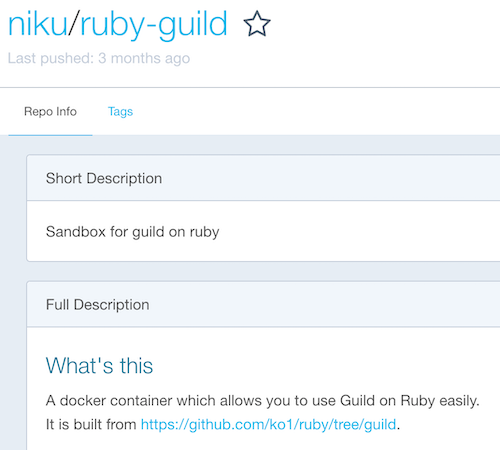 niku/ruby-guild
Last pushed: 3 months ago
Repo Info
Tags
Short Description
Sandbox for guild on ruby
Full Description
What's this
A docker container which allows you to use Guild on Ruby easily.
It is built from https://github.com/ko1/ruby/tree/guild.